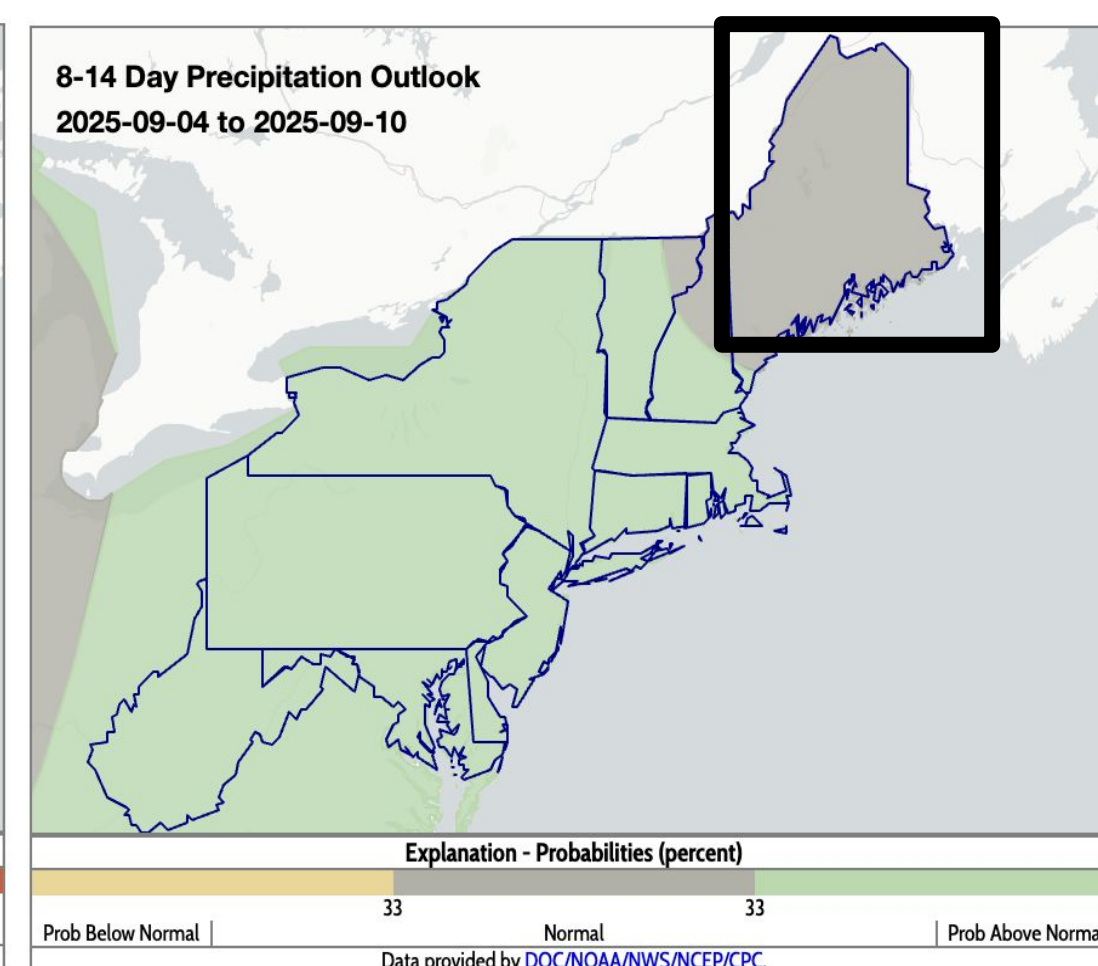 8-14 Day Precipitation Outlook
2025-09-04 to 2025-09-10
Explanation - Probabilities (percent)
33 33
Prob Below Normal Normal Prob Above Norma
Data provided by DOC/NOAA/NWS/NCEP/CPC.